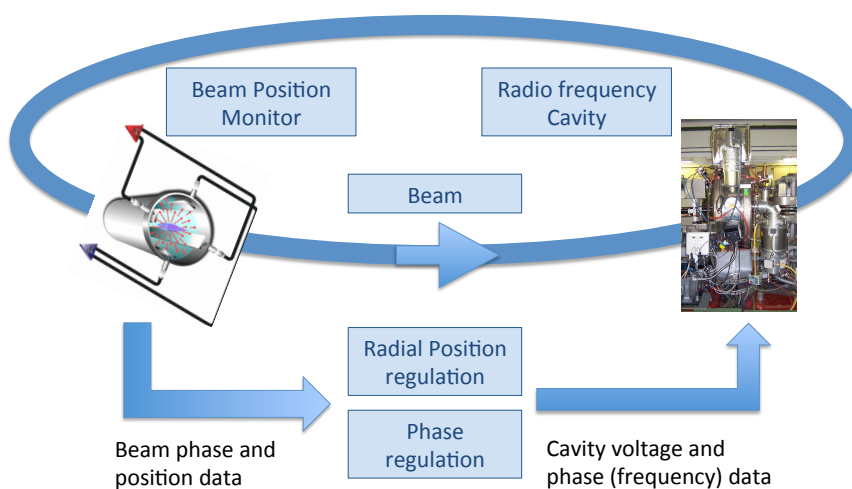 Beam Position
Monitor
Radio frequency
Cavity
Beam
Radial Position
regulation
Phase
regulation
Beam phase and
position data
Cavity voltage and
phase (frequency) data